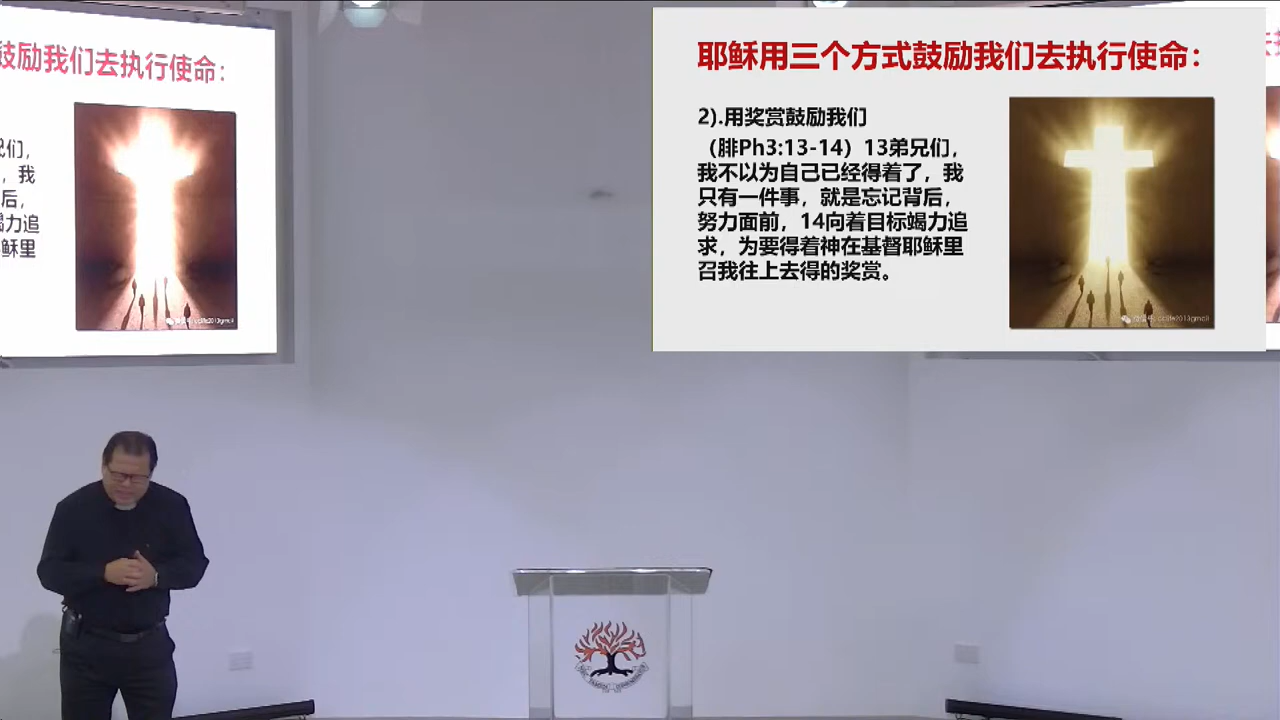 鼓励我们去执行使命：
们，
，我
后，
竭力追
稣里
耶稣用三个方式鼓励我们去执行使命：
2).用奖赏鼓励我们
（腓Ph3:13-14）13弟兄们，
我不以为自己已经得着了，我
只有一件事，就是忘记背后，
努力面前，14向着目标竭力追
求，为要得着神在基督耶稣里
召我往上去得的奖赏。